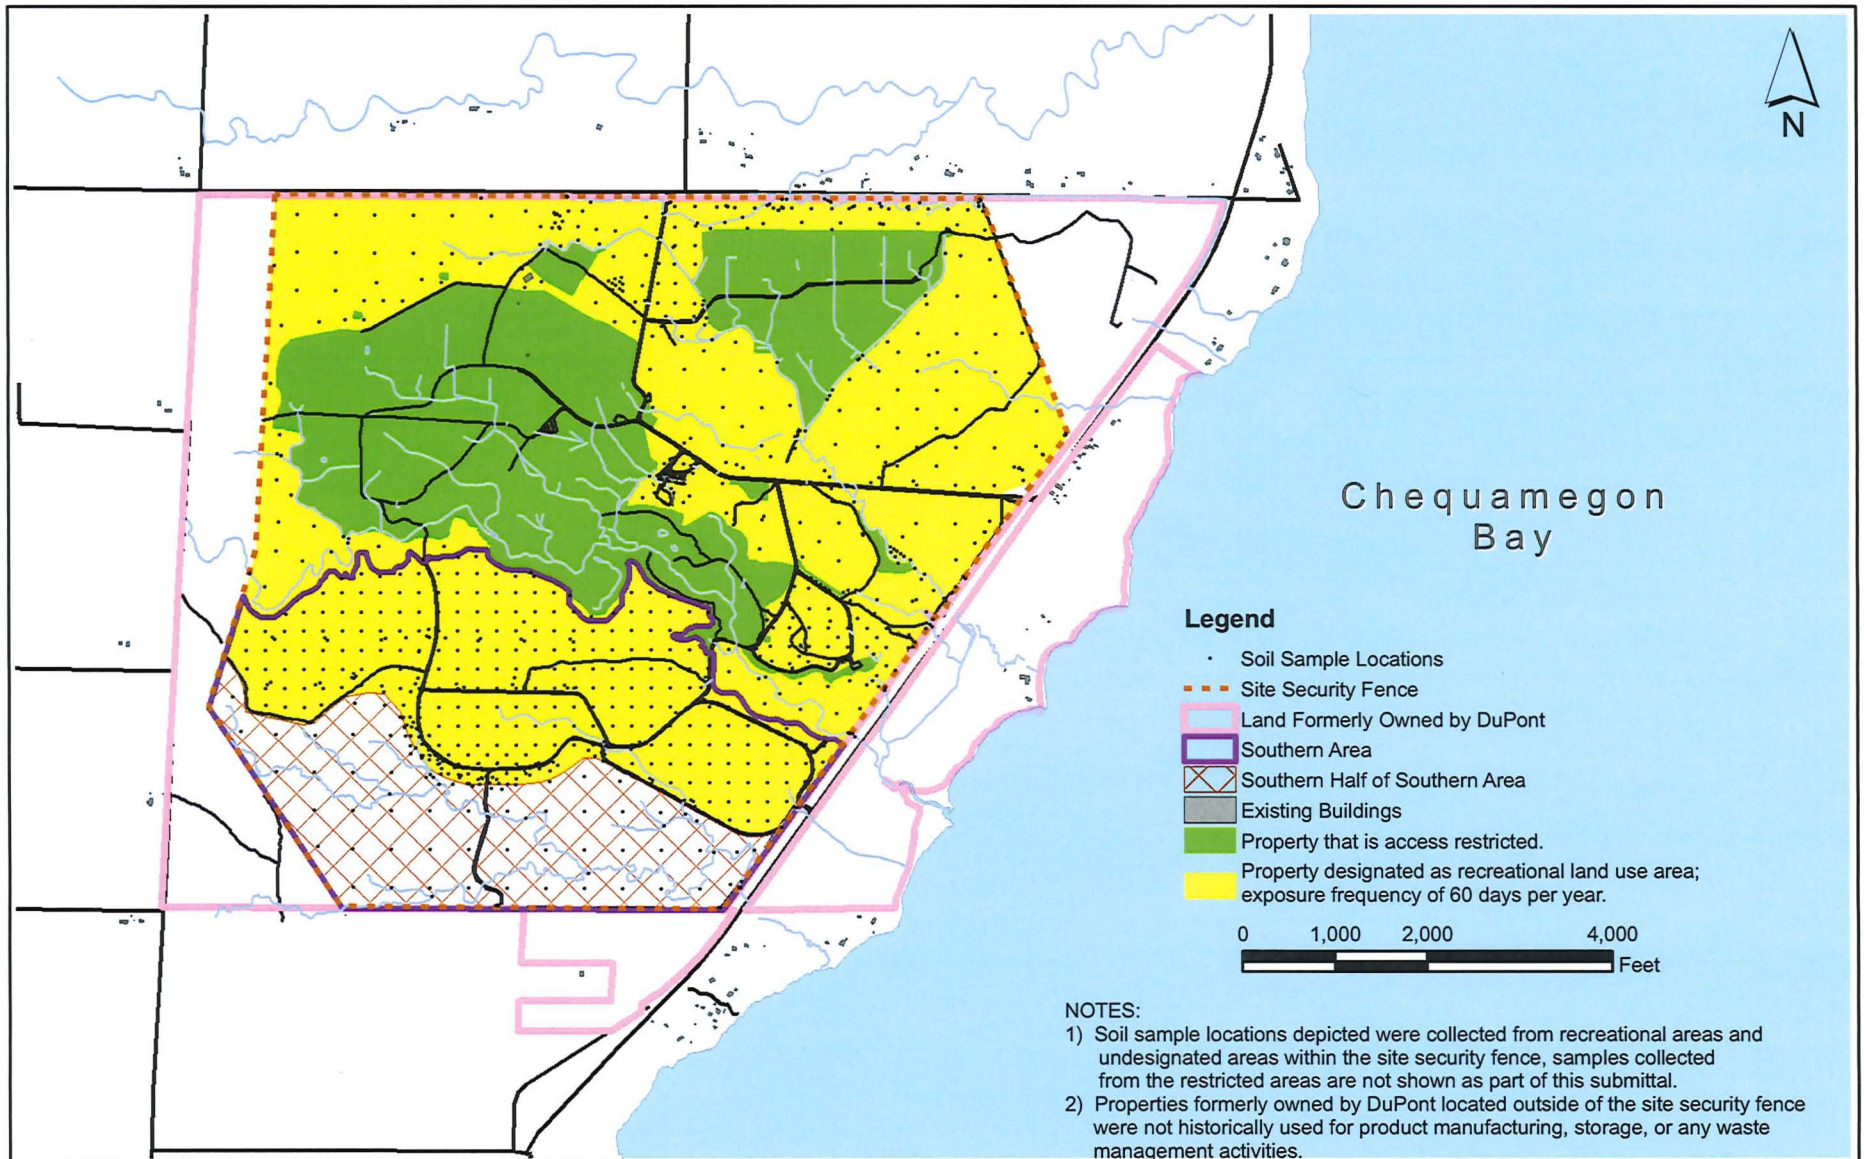 N
Chequamegon
Bay
Legend
Soil Sample Locations
Site Security Fence
Land Formerly Owned by DuPont
Southern Area
Southern Half of Southern Area
Existing Buildings
Property that is access restricted.
Property designated as recreational land use area;
exposure frequency of 60 days per year.
0 1,000 2,000 4,000
Feet
NOTES:
1) Soil sample locations depicted were collected from recreational areas and
undesignated areas within the site security fence, samples collected
from the restricted areas are not shown as part of this submittal.
2) Properties formerly owned by DuPont located outside of the site security fence
were not historically used for product manufacturing, storage, or any waste
management activities.